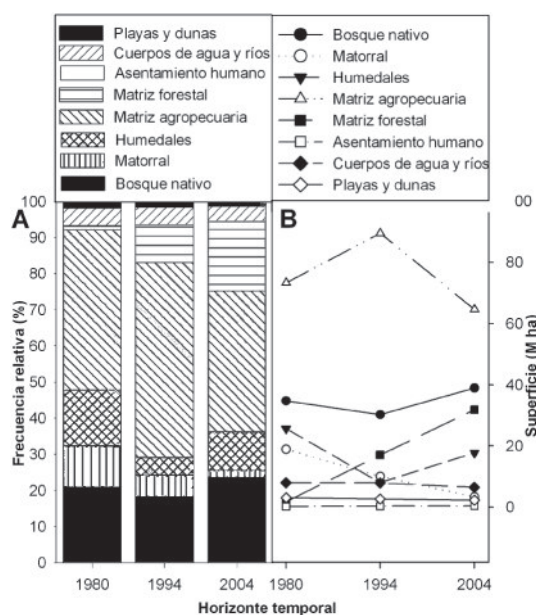 Playas y dunas
Cuerpos de agua y ríos
Asentamiento humano
Matriz forestal
Matriz agropecuaria
Humedales
Matorral
Bosque nativo
Bosque nativo
Matorral
Humedales
Matriz agropecuaria
Matriz forestal
Asentamiento humano
Cuerpos de agua y ríos
Playas y dunas
A
Frecuencia relativa (%)
100
90
80
70
60
50
40
30
20
10
0
1980
1994
2004
B
00
80
60
40
20
0
Superficie (M ha)
1980
1994
2004
Horizonte temporal